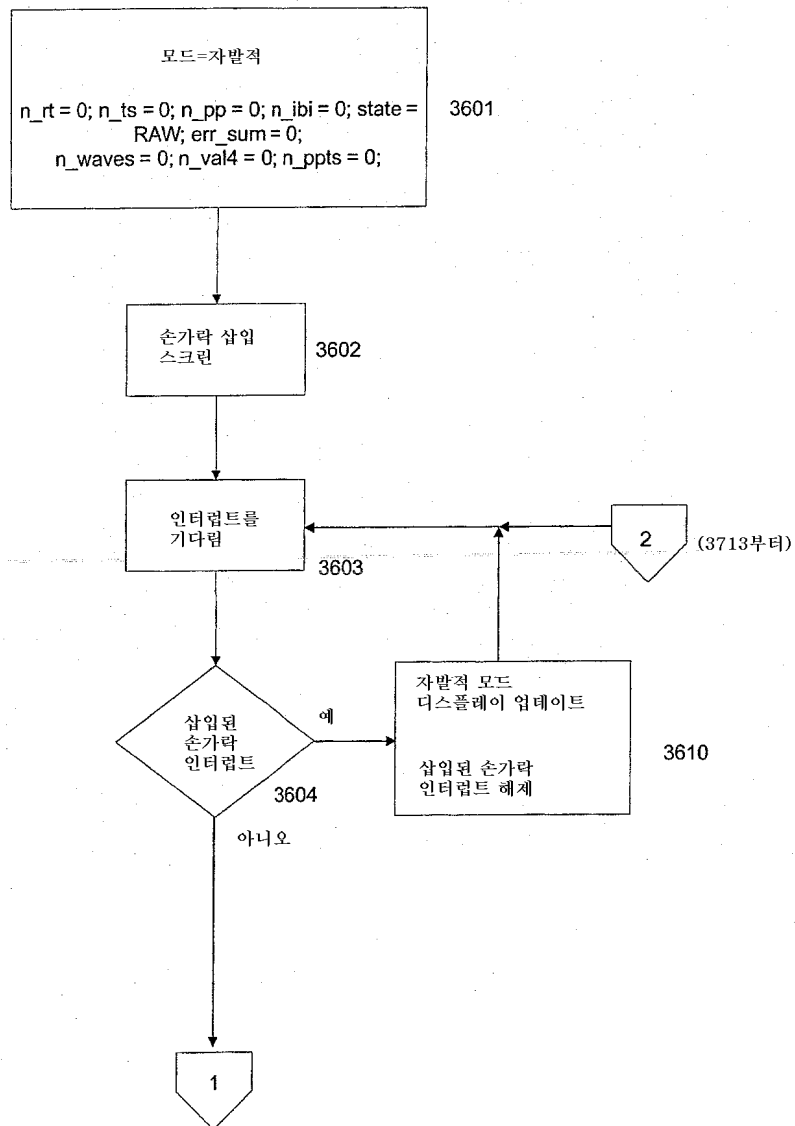 모드=자발적
n_rt = 0; n_ts = 0; n_pp = 0; n_ibi = 0; state =
RAW; err_sum = 0;
n_waves = 0; n_val4 = 0; n_ppts = 0;
3601
손가락 삽입
스크린
3602
인터럽트를
기다림
3603
2
(3713부터)
삽입된
손가락
인터럽트
3604
예
아니오
자발적 모드
디스플레이 업테이트
삽입된 손가락
인터럽트 해제
3610
1